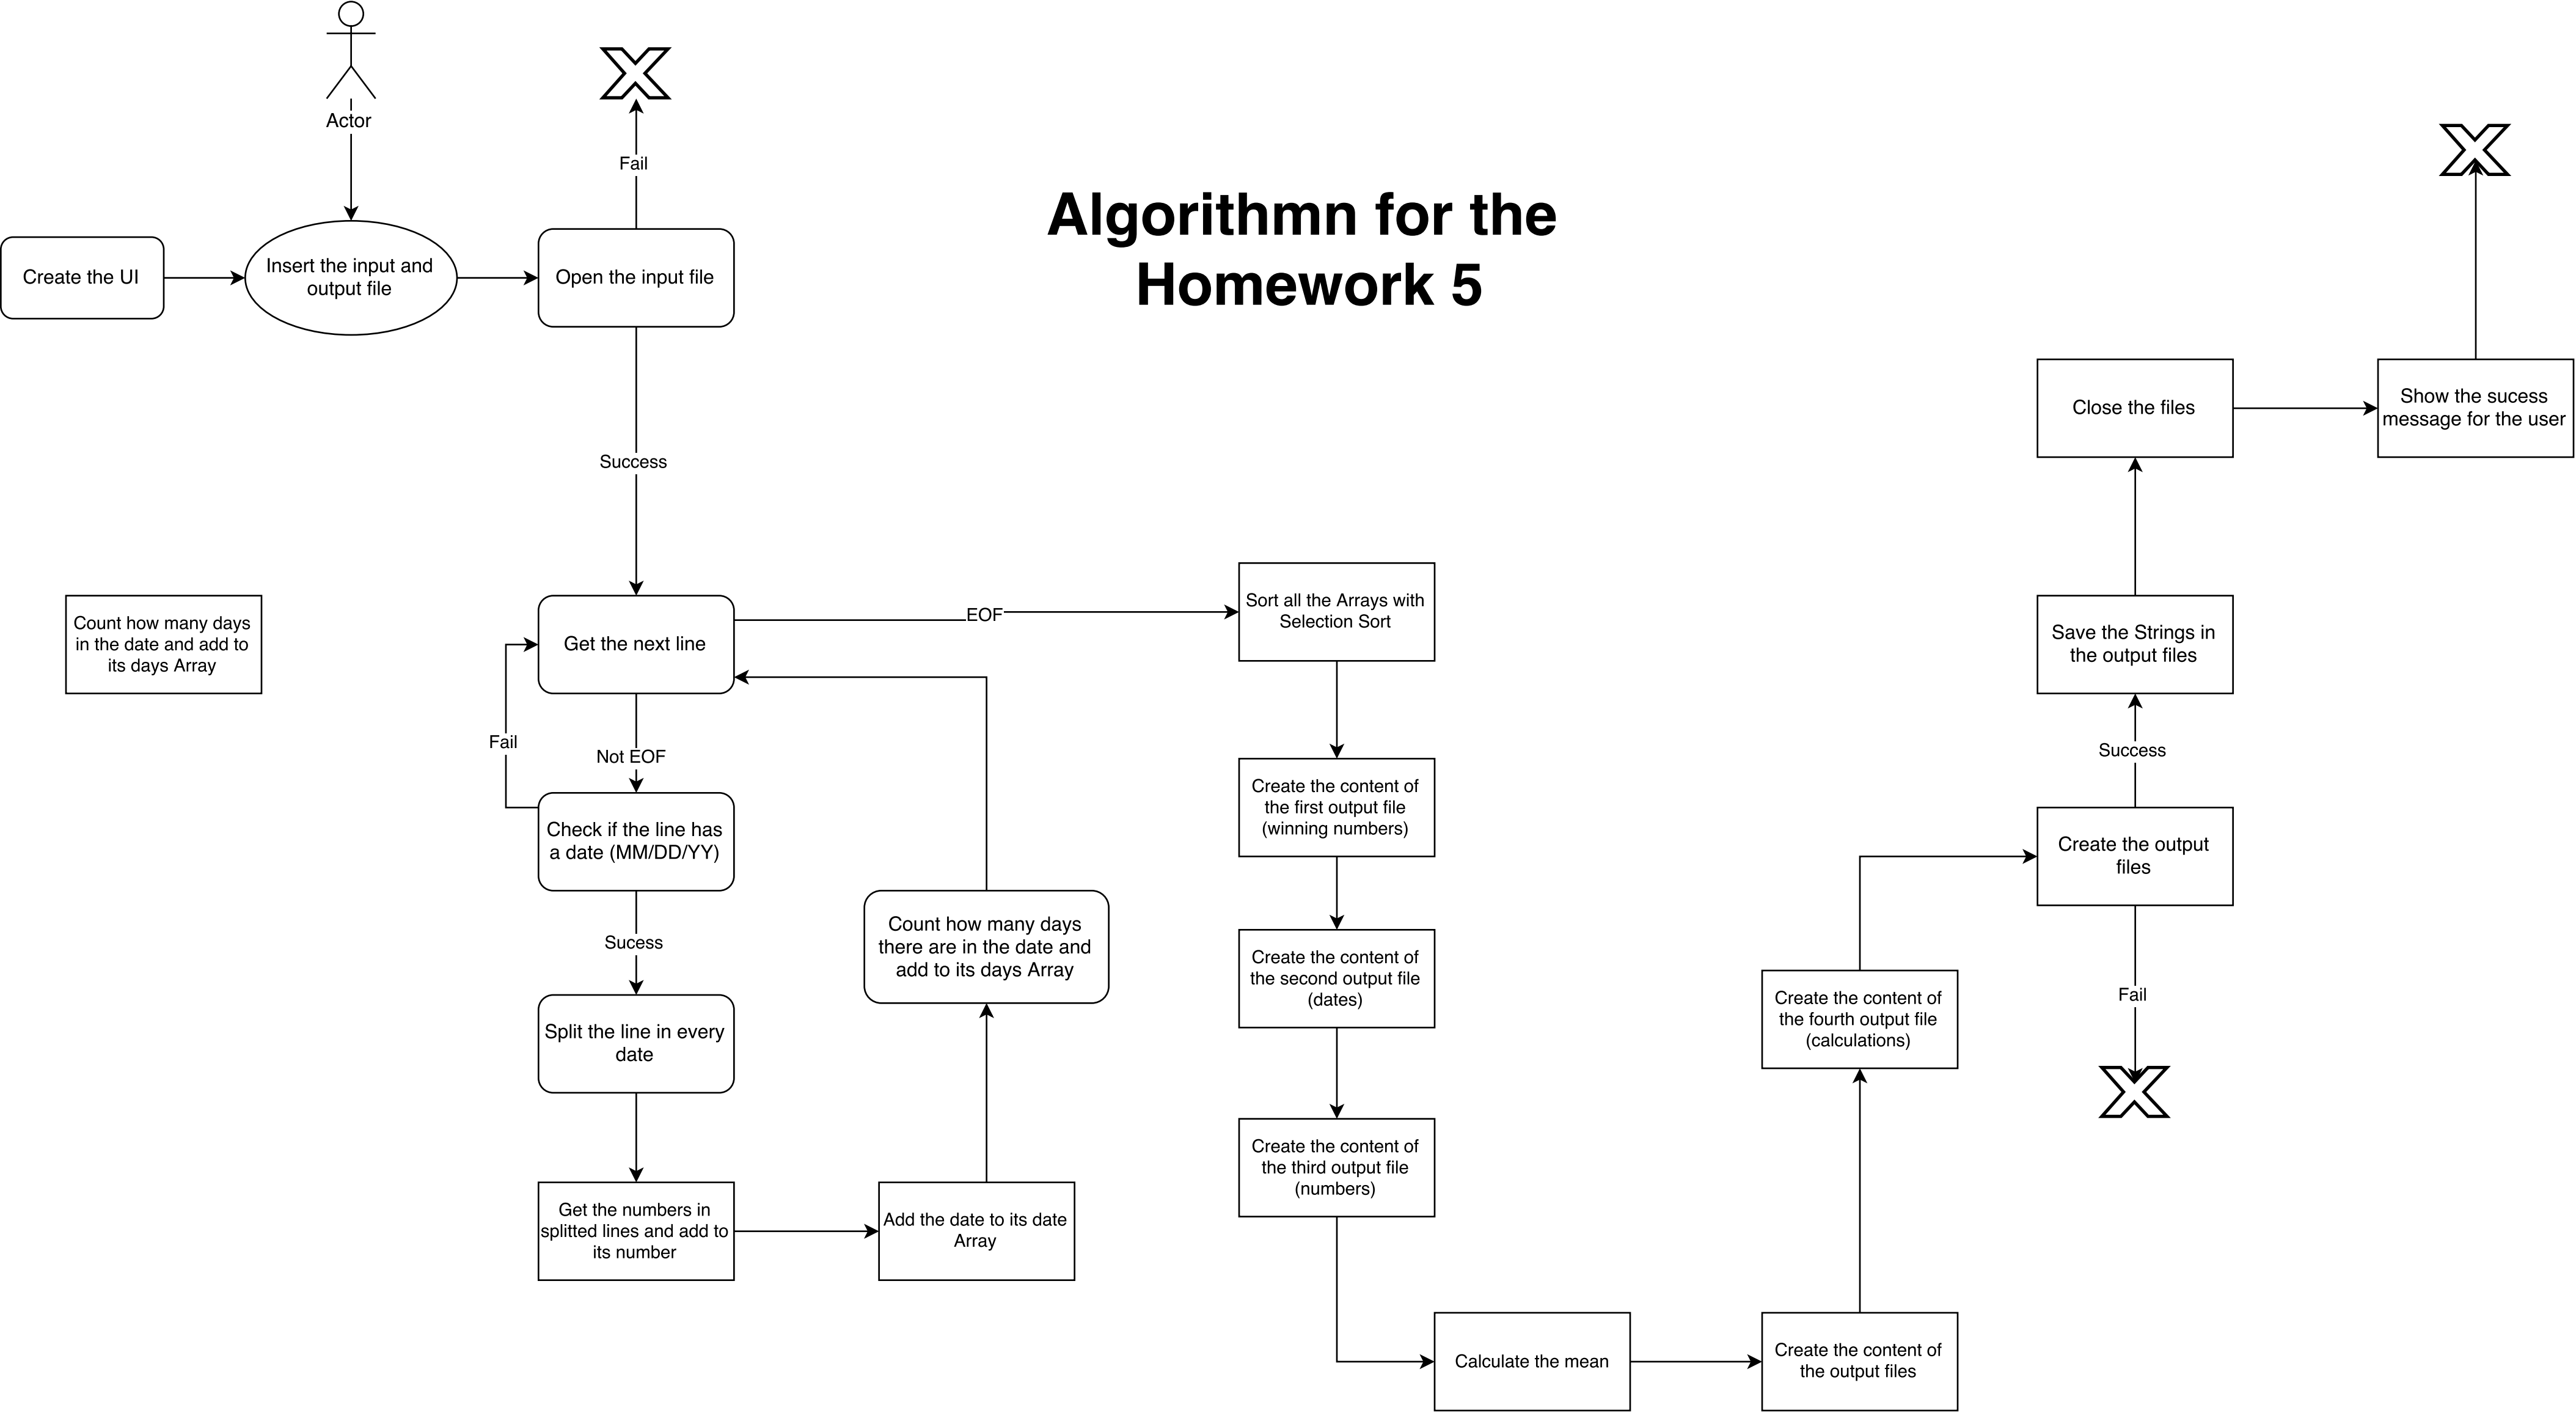 Actor
Fail
Algorithmn for the
Homework 5
Create the UI
Insert the input and
output file
Open the input file
Success
Close the files
Show the sucess
message for the user
Count how many days
in the date and add to
its days Array
Get the next line
EOF
Sort all the Arrays with
Selection Sort
Save the Strings in
the output files
Fail
Not EOF
Success
Create the content of
the first output file
(winning numbers)
Check if the line has
a date (MM/DD/YY)
Create the output
files
Sucess
Count how many days
there are in the date and
add to its days Array
Create the content of
the second output file
(dates)
Fail
Split the line in every
date
Create the content of
the fourth output file
(calculations)
Create the content of
the third output file
(numbers)
Get the numbers in
splitted lines and add to
its number
Add the date to its date
Array
Calculate the mean
Create the content of
the output files